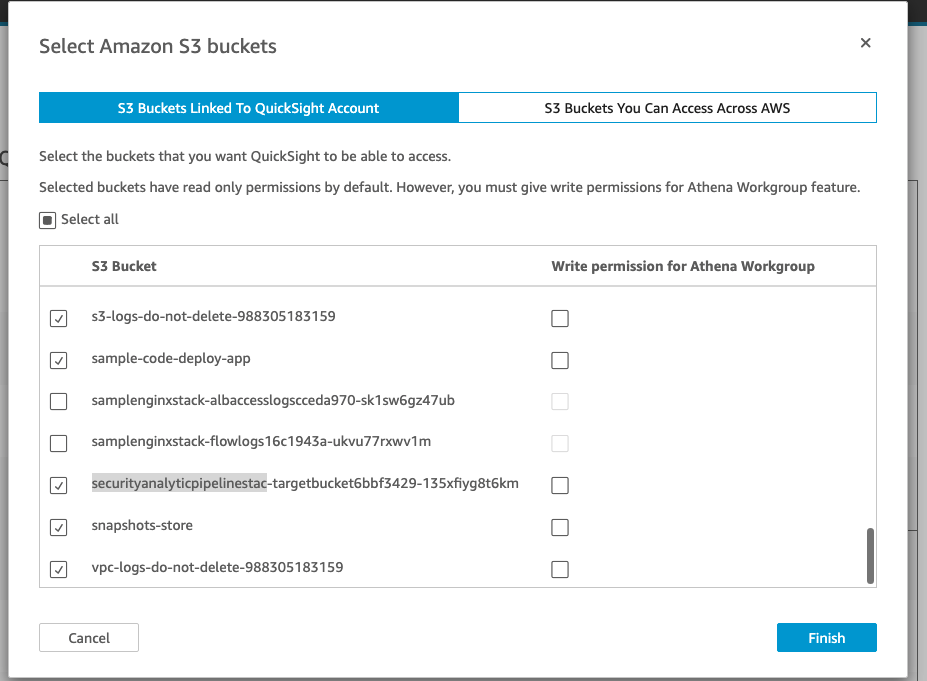 Select Amazon S3 buckets
S3 Buckets Linked To QuickSight Account
S3 Buckets You Can Access Across AWS
Select the buckets that you want QuickSight to be able to access.
Selected buckets have read only permissions by default. However, you must give write permissions for Athena Workgroup feature.
Select all
S3 Bucket
Write permission for Athena Workgroup
s3-logs-do-not-delete-988305183159
sample-code-deploy-app
samplenginxstack-albaccesslogscceda970-sk1sw6gz47ub
samplenginxstack-flowlogs16c1943a-ukvu77rxwv1m
securityanalyticpipelinestac-targetbucket6bbf3429-135xfiyg8t6km
snapshots-store
vpc-logs-do-not-delete-988305183159
Cancel
Finish